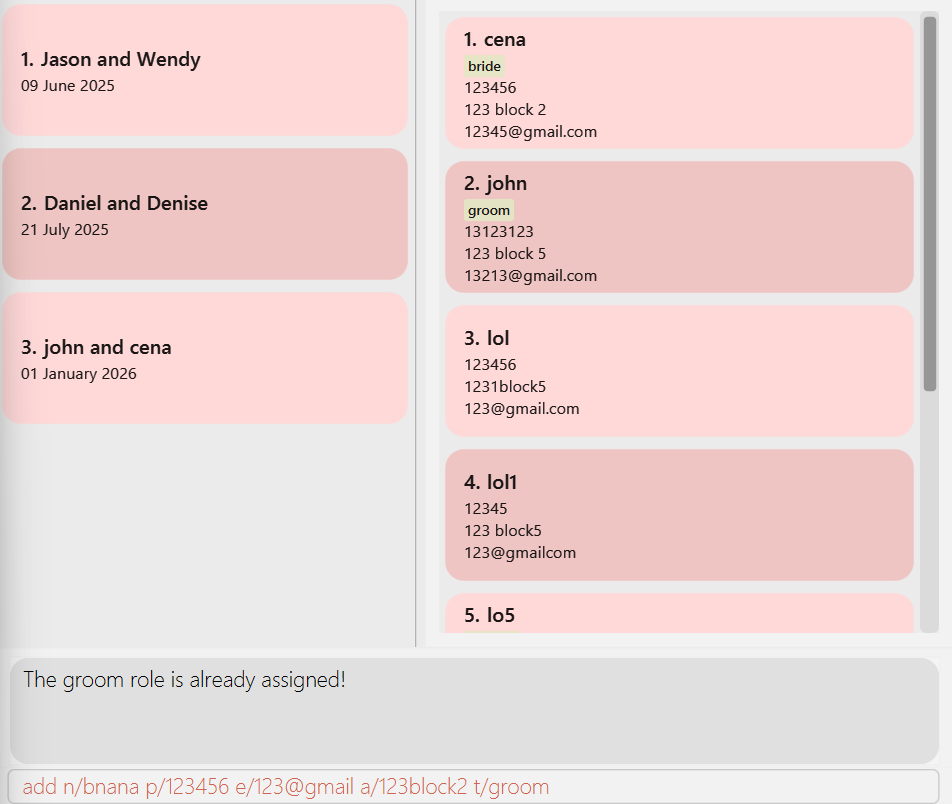 1. Jason and Wendy
09 June 2025
2. Daniel and Denise
21 July 2025
3. john and cena
01 January 2026
1. cena
bride
123456
123 block 2
12345@gmail.com
2. john
groom
13123123
123 block 5
13213@gmail.com
3. lol
123456
1231block5
123@gmail.com
4. lol1
12345
123 block5
123@gmailcom
5. lo5
The groom role is already assigned!
add n/bnana p/123456 e/123@gmail a/123block2 t/groom